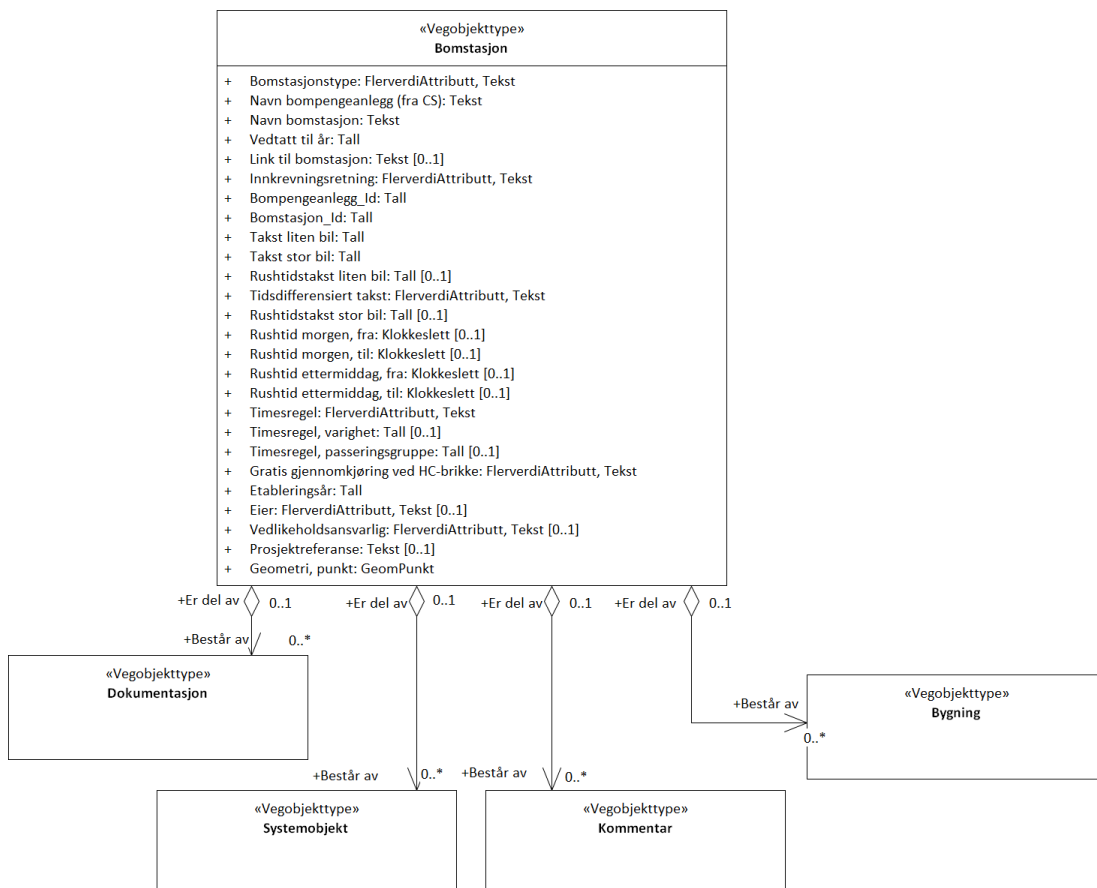 «Vegobjekttype»
Bomstasjon
+ Bomstasjonstype: FlerverdiAttributt, Tekst
+ Navn bompengeanlegg (fra CS): Tekst
+ Navn bomstasjon: Tekst
+ Vedtatt til år: Tall
+ Link til bomstasjon: Tekst [0..1]
+ Innkrevningsretning: FlerverdiAttributt, Tekst
+ Bompengeanlegg_Id: Tall
+ Bomstasjon_Id: Tall
+ Takst liten bil: Tall
+ Takst stor bil: Tall
+ Rushtidstakst liten bil: Tall [0..1]
+ Tidsdifferensiert takst: FlerverdiAttributt, Tekst
+ Rushtidstakst stor bil: Tall [0..1]
+ Rushtid morgen, fra: Klokkeslett [0..1]
+ Rushtid morgen, til: Klokkeslett [0..1]
+ Rushtid ettermiddag, fra: Klokkeslett [0..1]
+ Rushtid ettermiddag, til: Klokkeslett [0..1]
+ Timesregel: FlerverdiAttributt, Tekst
+ Timesregel, varighet: Tall [0..1]
+ Timesregel, passeringsgruppe: Tall [0..1]
+ Gratis gjennomkjøring ved HC-brikke: FlerverdiAttributt, Tekst
+ Etableringsår: Tall
+ Eier: FlerverdiAttributt, Tekst [0..1]
+ Vedlikeholdsansvarlig: FlerverdiAttributt, Tekst [0..1]
+ Prosjektreferanse: Tekst [0..1]
+ Geometri, punkt: GeomPunkt
+Er del av 0..1 +Er del av 0..1 +Er del av 0..1 +Er del av 0..1
+Består av 0..*
«Vegobjekttype»
Dokumentasjon
+Består av 0..*
«Vegobjekttype»
Bygning
+Består av 0..* +Består av 0..*
«Vegobjekttype»
Systemobjekt
«Vegobjekttype»
Kommentar